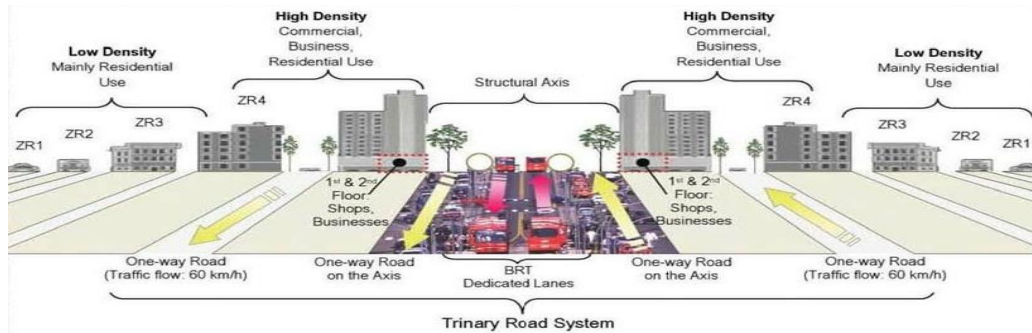 High Density
Commercial,
Business,
Residential Use
High Density
Commercial,
Business,
Residential Use
Low Density
Mainly Residential
Use
Low Density
Mainly Residential
Use
Structural Axis
ZR4
ZR4
ZR3
ZR2
ZR1
ZR3
ZR2
ZR1
1st & 2nd
Floor:
Shops,
Businesses
1st & 2nd
Floor:
Shops,
Businesses
One-way Road
(Traffic flow: 60 km/h)
One-way Road
on the Axis
BRT
Dedicated Lanes
One-way Road
on the Axis
One-way Road
(Traffic flow: 60 km/h)
Trinary Road System